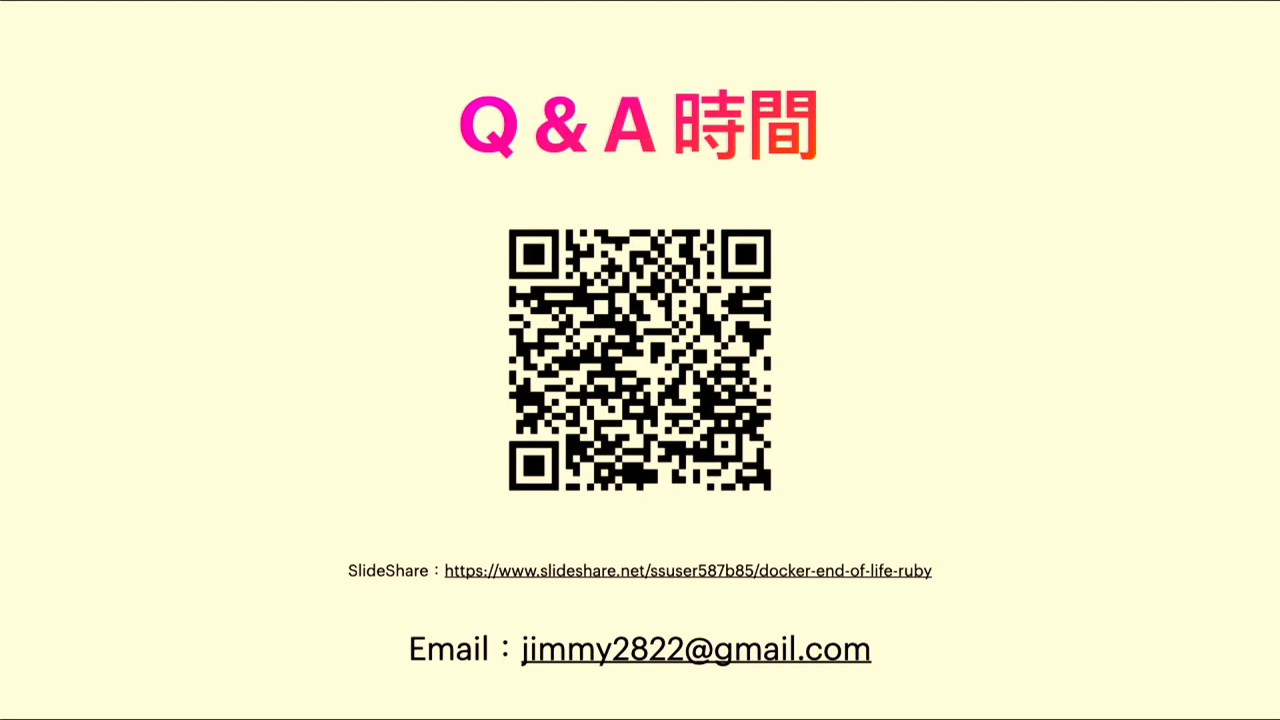 Q & A 時間
SlideShare：https://www.slideshare.net/ssuser587b85/docker-end-of-life-ruby
Email：jimmy2822@gmail.com